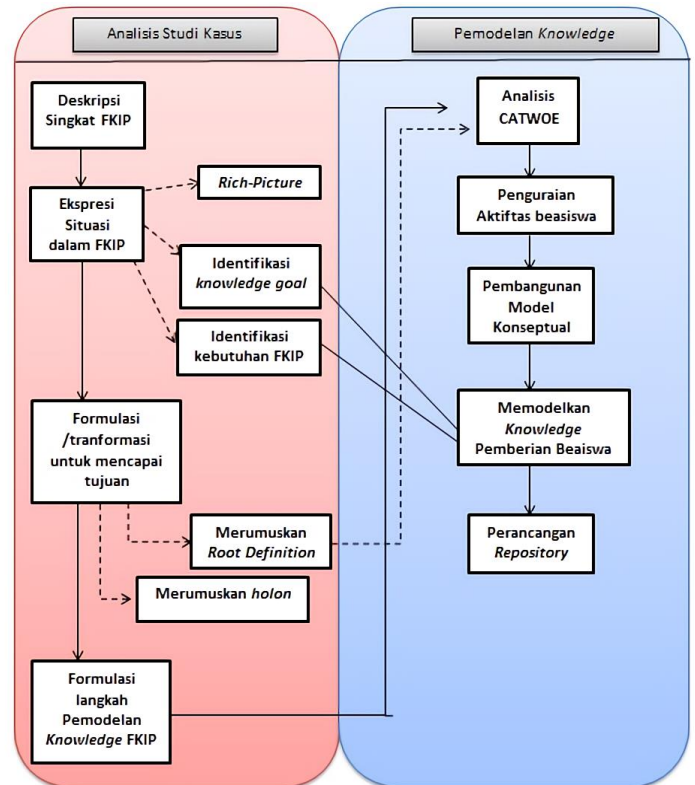 Analisis Studi Kasus
Deskripsi
Singkat FKIP
Ekspresi
Situasi
dalam FKIP
Rich-Picture
Identifikasi
knowledge goal
Identifikasi
kebutuhan FKIP
Formulasi
/tranformasi
untuk mencapai
tujuan
Merumuskan
Root Definition
Merumuskan holon
Formulasi
langkah
Pemodelan
Knowledge FKIP
Pemodelan Knowledge
Analisis
CATWOE
Penguraian
Aktiftas beasiswa
Pembangunan
Model
Konseptual
Memodelkan
Knowledge
Pemberian Beaiswa
Perancangan
Repository